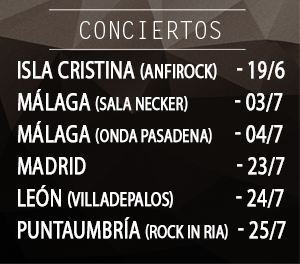 CONCIERTOS
ISLA CRISTINA (ANFIROCK) - 19/6
MÁLAGA (SALA NECKER) - 03/7
MÁLAGA (ONDA PASADENA) - 04/7
MADRID - 23/7
LEÓN (VILLADEPALOS) - 24/7
PUNTAUMBRÍA (ROCK IN RIA) - 25/7